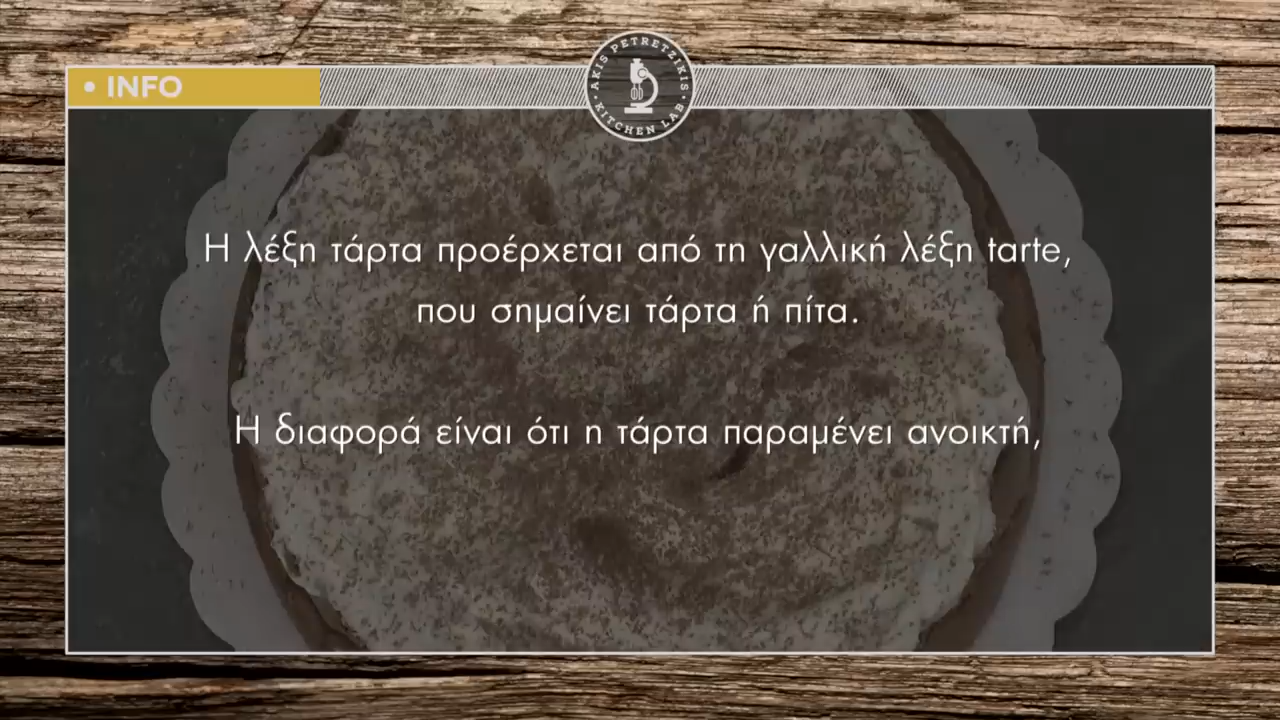 • INFO
AKIS PETRETZIKIS
• KITCHEN LAB •
Η λέξη τάρτα προέρχεται από τη γαλλική λέξη tarte,
που σημαίνει τάρτα ή πίτα.
Η διαφορά είναι ότι η τάρτα παραμένει ανοικτή,